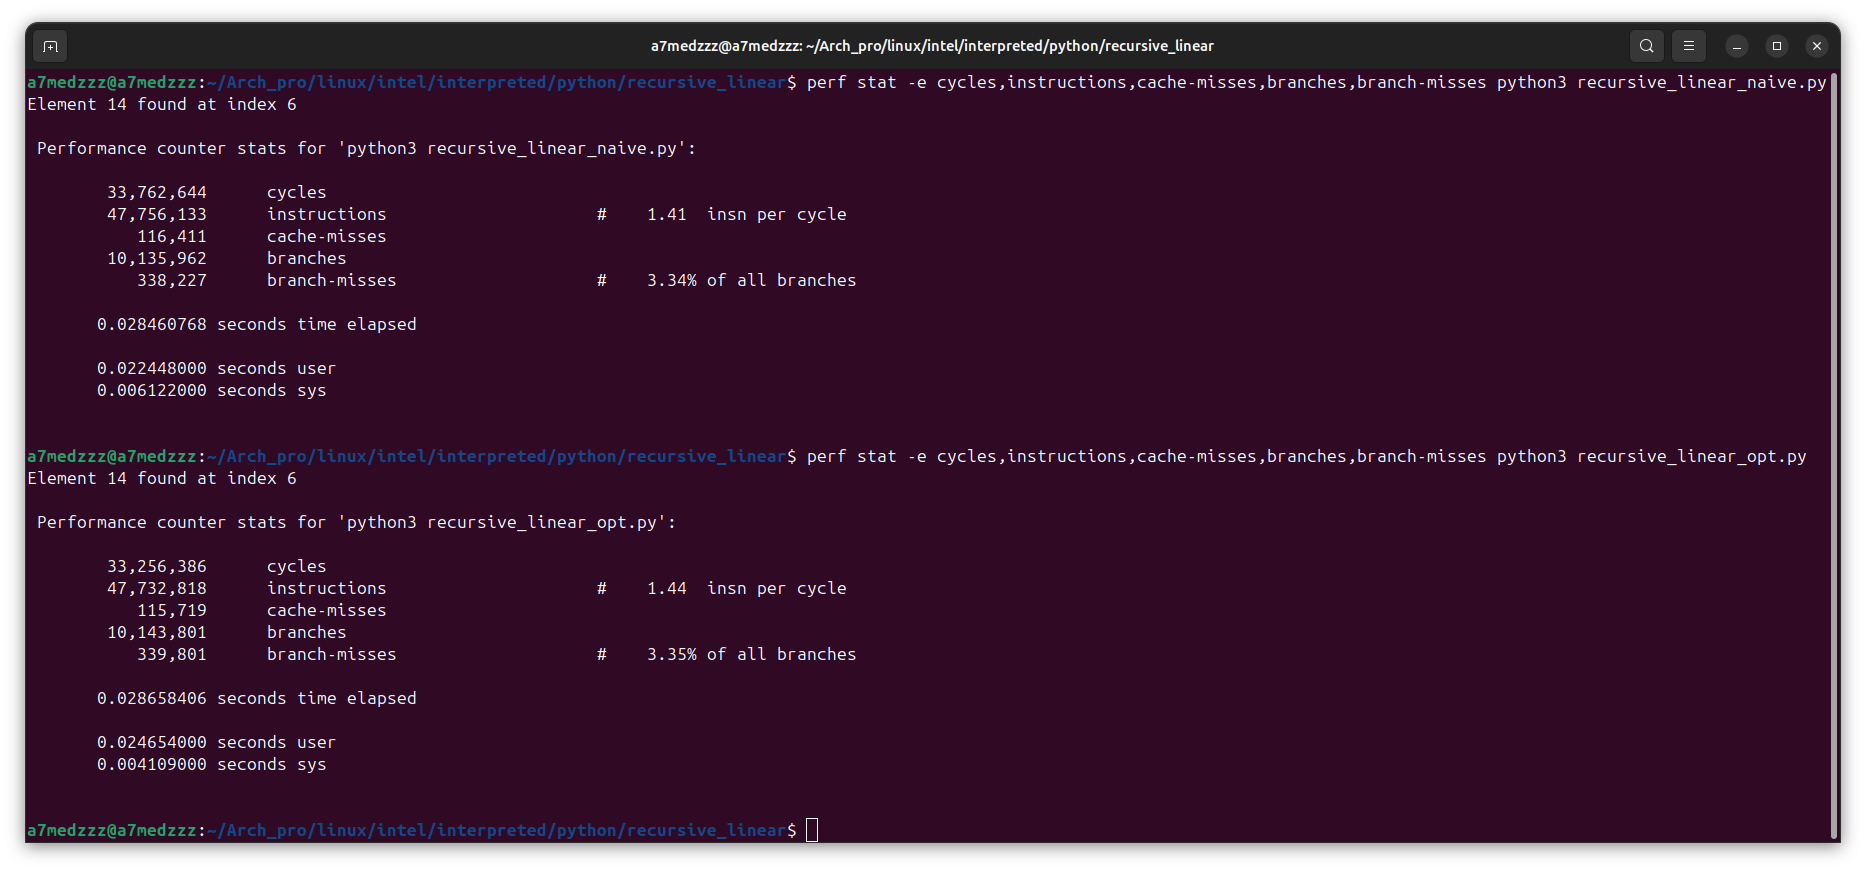 a7medzzz@a7medzzz: ~/Arch_pro/linux/intel/interpreted/python/recursive_linear
a7medzzz@a7medzzz:~/Arch_pro/linux/intel/interpreted/python/recursive_linear$ perf stat -e cycles,instructions,cache-misses,branches,branch-misses python3 recursive_linear_naive.py
Element 14 found at index 6
Performance counter stats for 'python3 recursive_linear_naive.py':
33,762,644      cycles
47,756,133      instructions                     #    1.41  insn per cycle
116,411      cache-misses
10,135,962      branches
338,227      branch-misses                    #    3.34% of all branches
0.028460768 seconds time elapsed
0.022448000 seconds user
0.006122000 seconds sys
a7medzzz@a7medzzz:~/Arch_pro/linux/intel/interpreted/python/recursive_linear$ perf stat -e cycles,instructions,cache-misses,branches,branch-misses python3 recursive_linear_opt.py
Element 14 found at index 6
Performance counter stats for 'python3 recursive_linear_opt.py':
33,256,386      cycles
47,732,818      instructions                     #    1.44  insn per cycle
115,719      cache-misses
10,143,801      branches
339,801      branch-misses                    #    3.35% of all branches
0.028658406 seconds time elapsed
0.024654000 seconds user
0.004109000 seconds sys
a7medzzz@a7medzzz:~/Arch_pro/linux/intel/interpreted/python/recursive_linear$